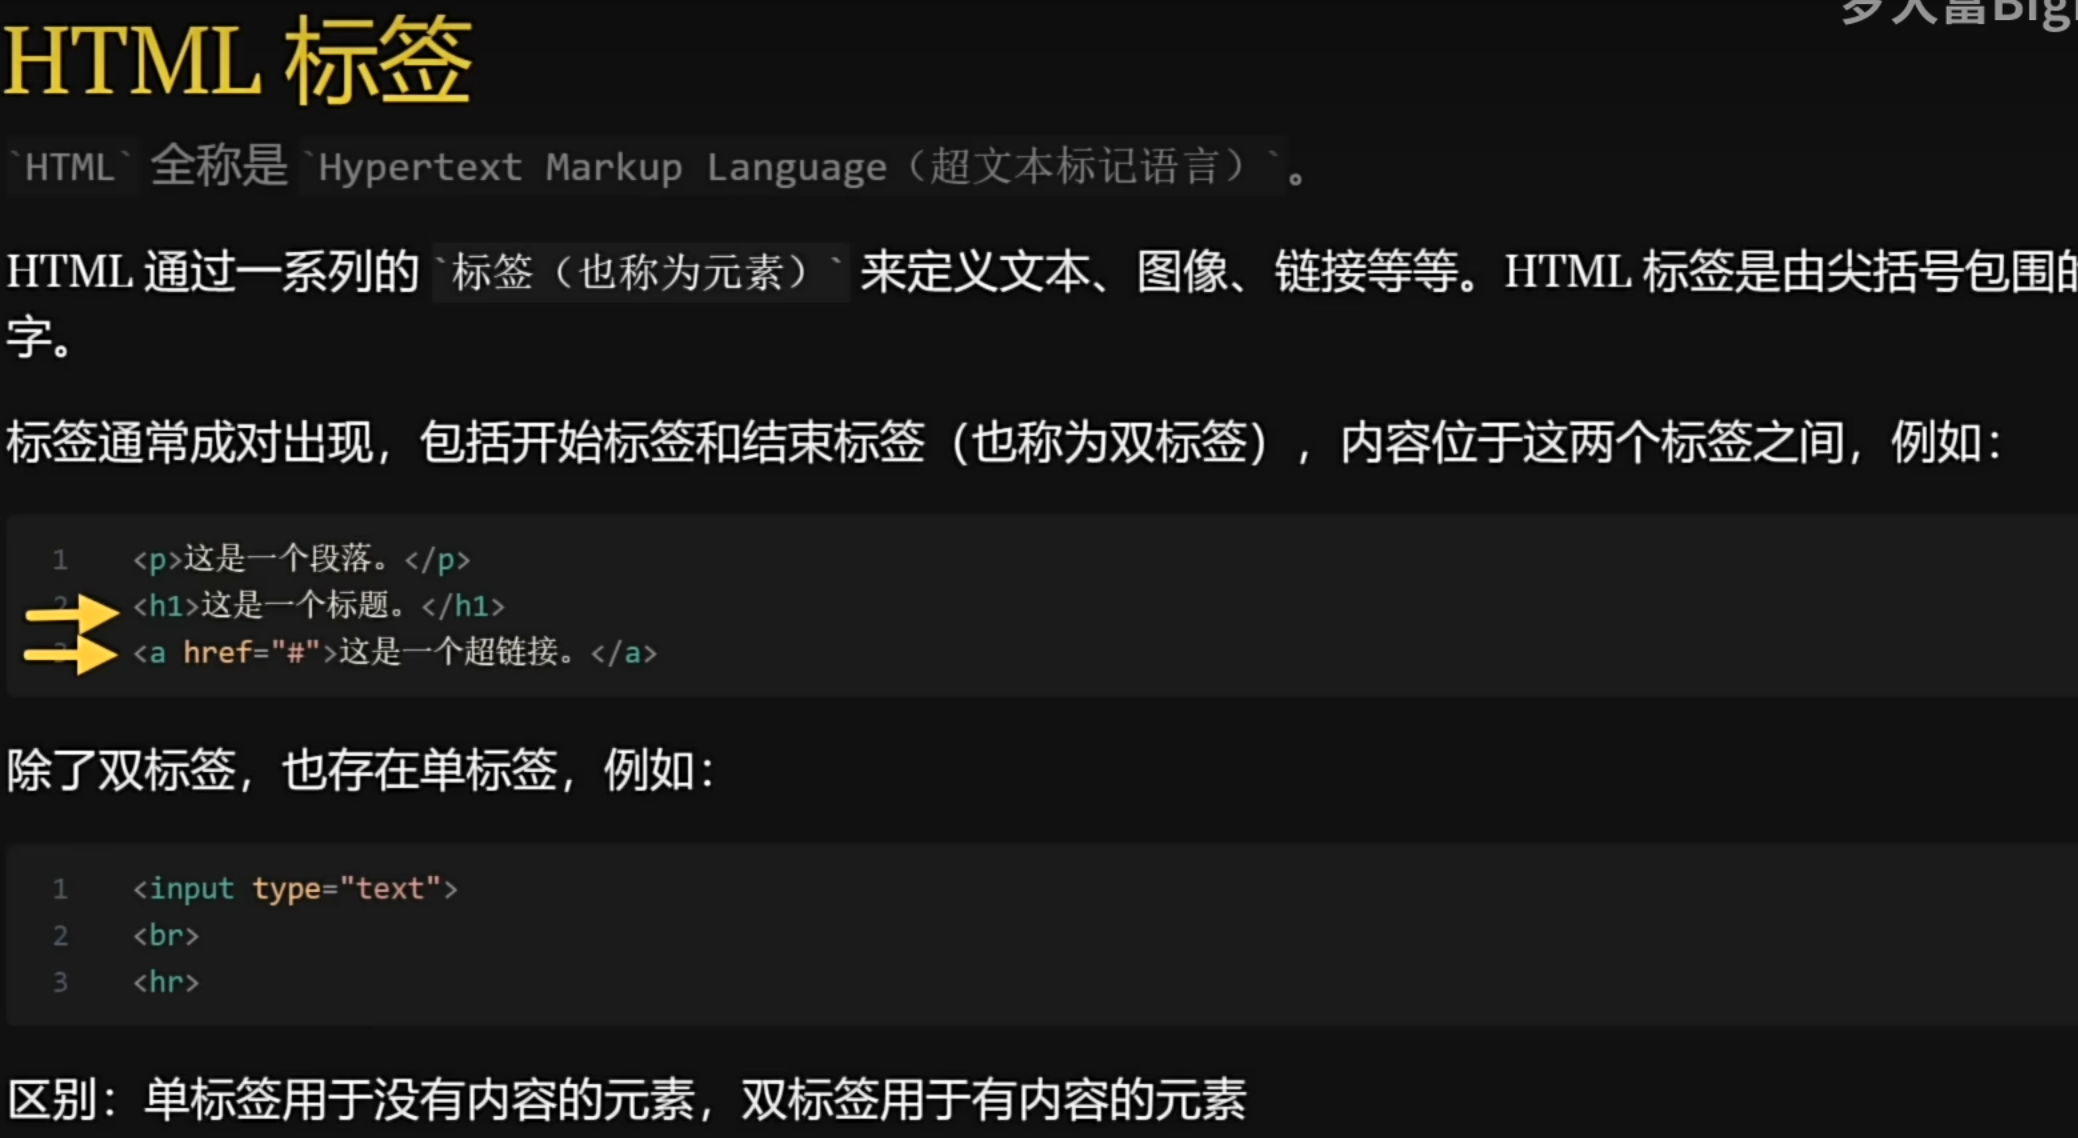 罗大富Big
HTML 标签
`HTML` 全称是 `Hypertext Markup Language（超文本标记语言）`。
HTML 通过一系列的 `标签（也称为元素）` 来定义文本、图像、链接等等。HTML 标签是由尖括号包围的
字。
标签通常成对出现，包括开始标签和结束标签（也称为双标签），内容位于这两个标签之间，例如：
1 <p>这是一个段落。</p>
2 <h1>这是一个标题。</h1>
3 <a href="#">这是一个超链接。</a>
除了双标签，也存在单标签，例如：
1 <input type="text">
2 <br>
3 <hr>
区别：单标签用于没有内容的元素，双标签用于有内容的元素